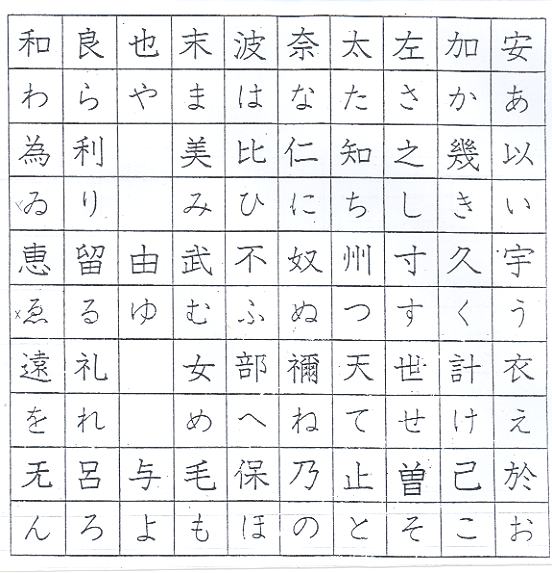 和 良 也 末 波 奈 太 左 加 安
わ ら や ま は な た さ か あ
為 利 美 比 仁 知 之 幾 以
x ゐ り み ひ に ち し き い
恵 留 由 武 不 奴 州 寸 久 宇
x ゑ る ゆ む ふ ぬ つ す く う
遠 礼 女 部 禰 天 世 計 衣
を れ め へ ね て せ け え
无 呂 与 毛 保 乃 止 曽 己 於
ん ろ よ も ほ の と そ こ お